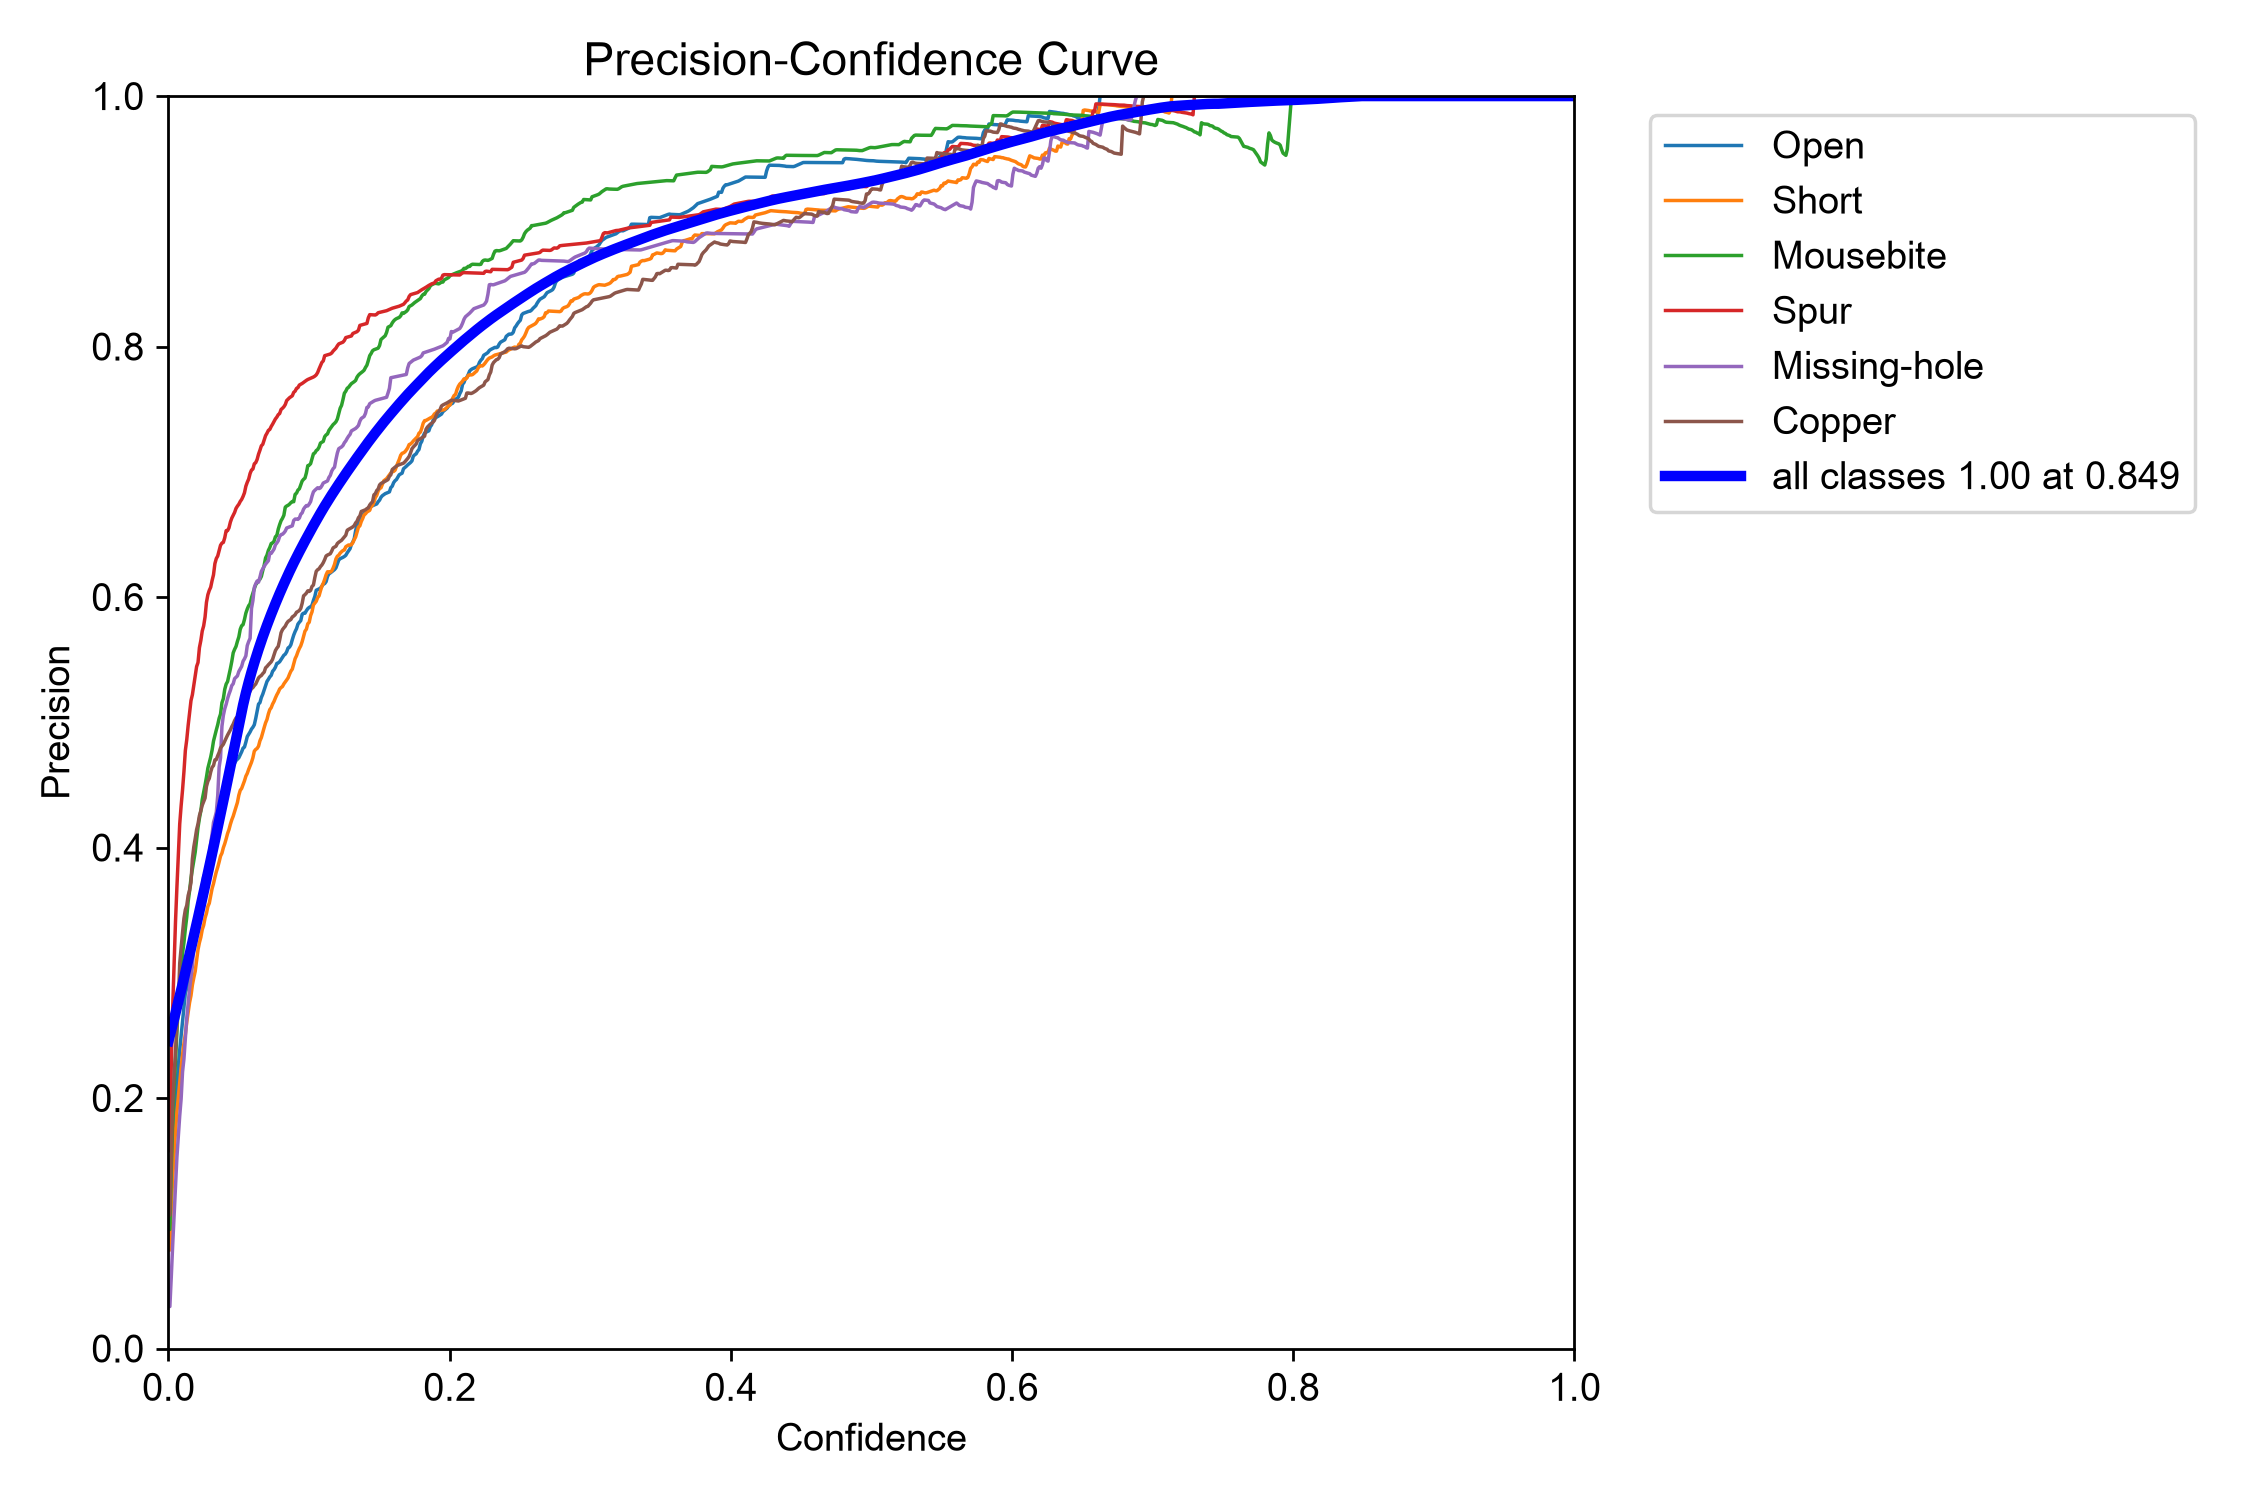 Precision-Confidence Curve
1.0
0.8
0.6
0.4
0.2
0.0
Precision
0.0 0.2 0.4 0.6 0.8 1.0
Confidence
Open
Short
Mousebite
Spur
Missing-hole
Copper
all classes 1.00 at 0.849